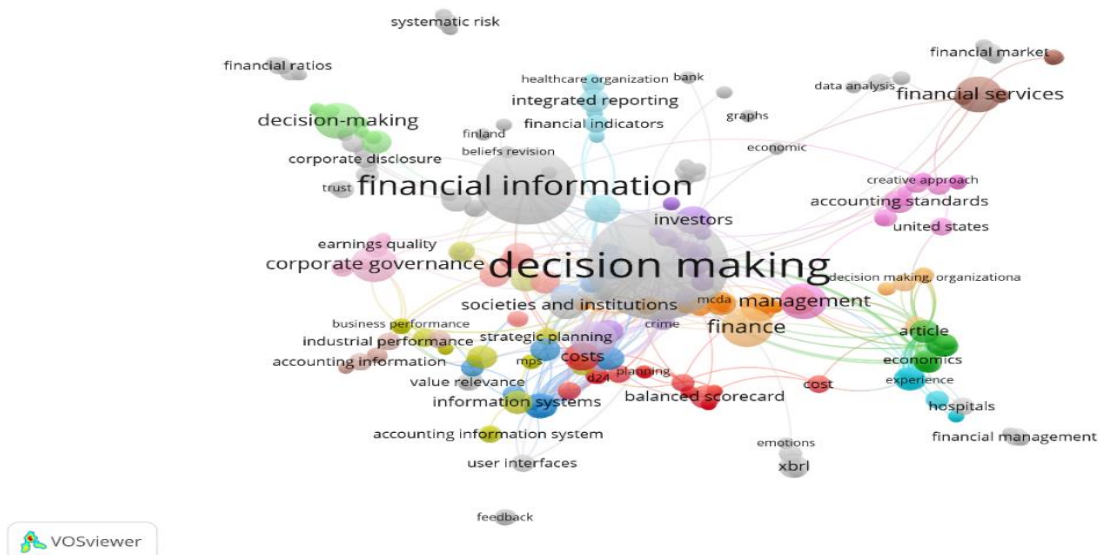 systematic risk
financial market
financial ratios
healthcare organization
bank
data analysis
financial services
integrated reporting
decision-making
financial indicators
graphs
finland
economic
beliefs revision
corporate disclosure
trust
financial information
creative approach
accounting standards
investors
united states
earnings quality
corporate governance
decision making
decision making, organizationa
societies and institutions
mcda
management
business performance
crime
finance
article
industrial performance
strategic planning
accounting information
mps
costs
economics
value relevance
d24
planning
experience
cost
information systems
balanced scorecard
hospitals
accounting information system
financial management
emotions
user interfaces
xbrl
feedback
VOSviewer